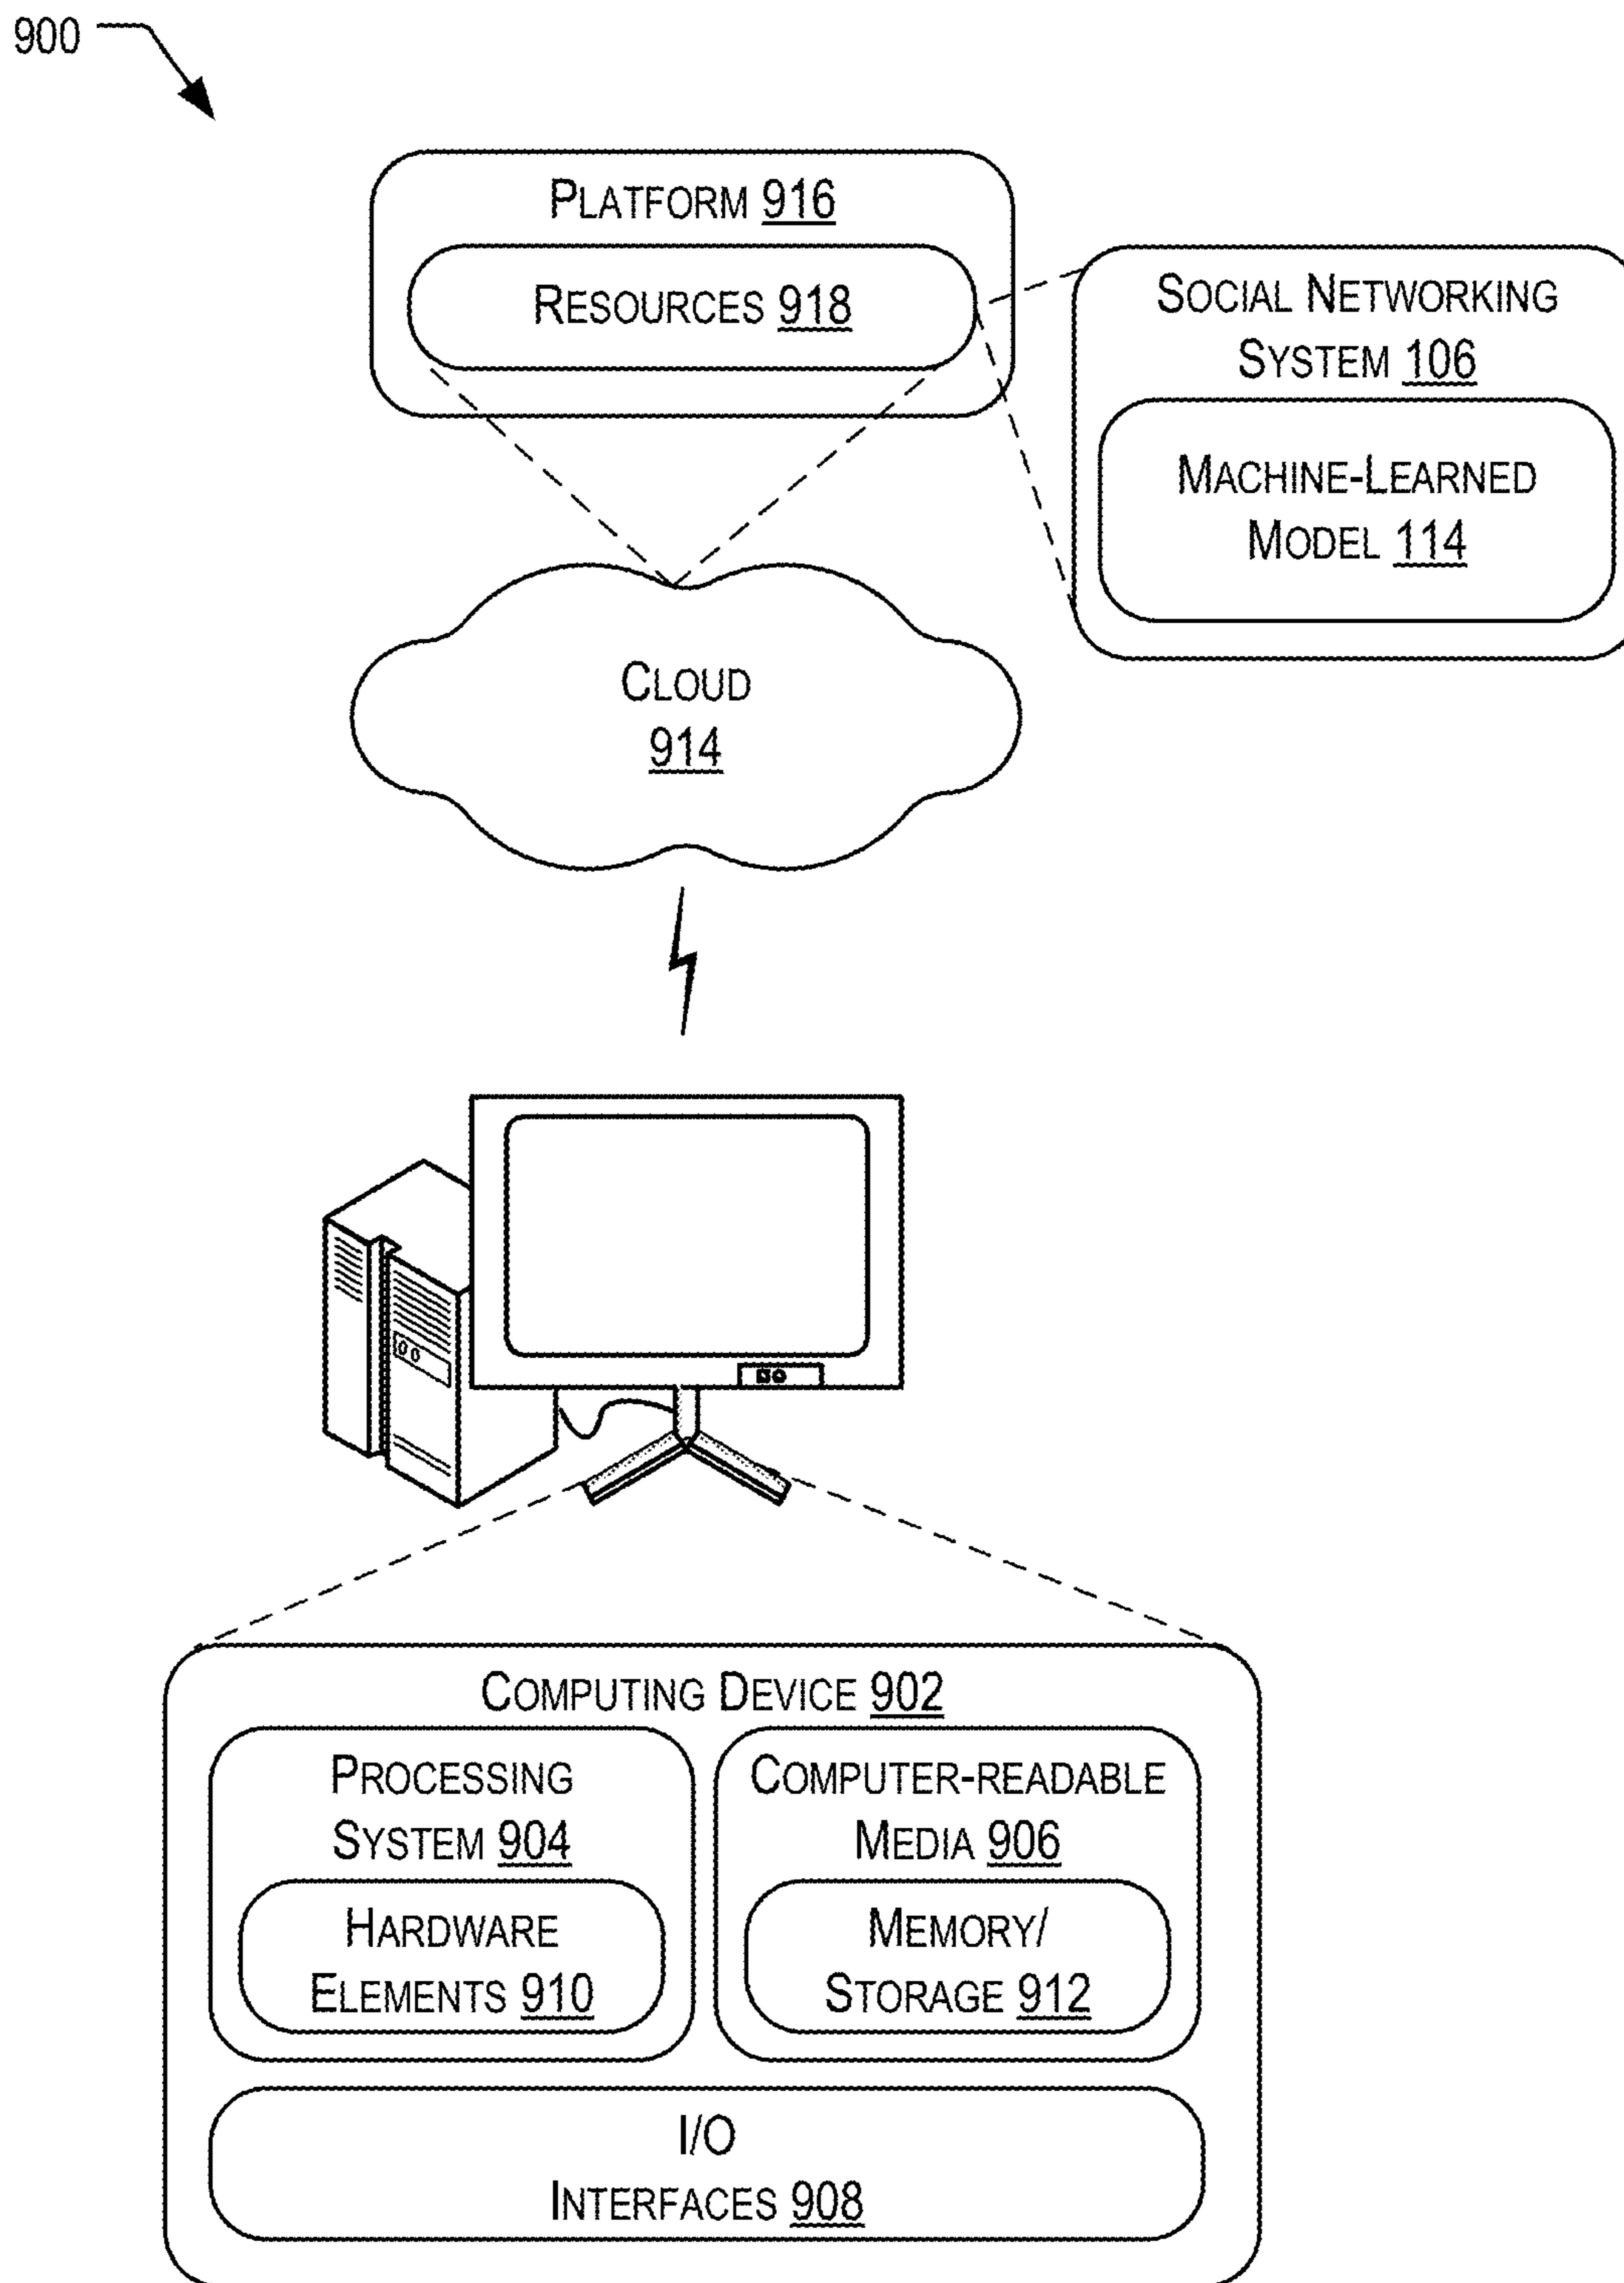 900
PLATFORM 916
RESOURCES 918
SOCIAL NETWORKING
SYSTEM 106
MACHINE-LEARNED
MODEL 114
CLOUD
914
COMPUTING DEVICE 902
PROCESSING
SYSTEM 904
HARDWARE
ELEMENTS 910
COMPUTER-READABLE
MEDIA 906
MEMORY/
STORAGE 912
I/O
INTERFACES 908